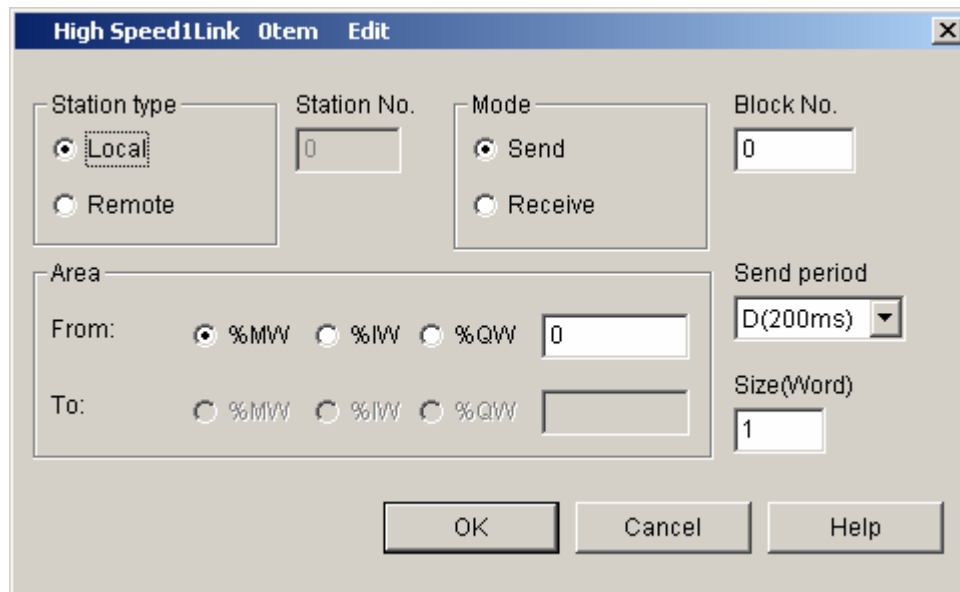 High Speed1Link 0tem Edit
Station type
Local
Remote
Station No.
0
Mode
Send
Receive
Block No.
0
Area
From: %MW %IW %QW 0
To: %MW %IW %QW
Send period
D(200ms)
Size(Word)
1
OK Cancel Help